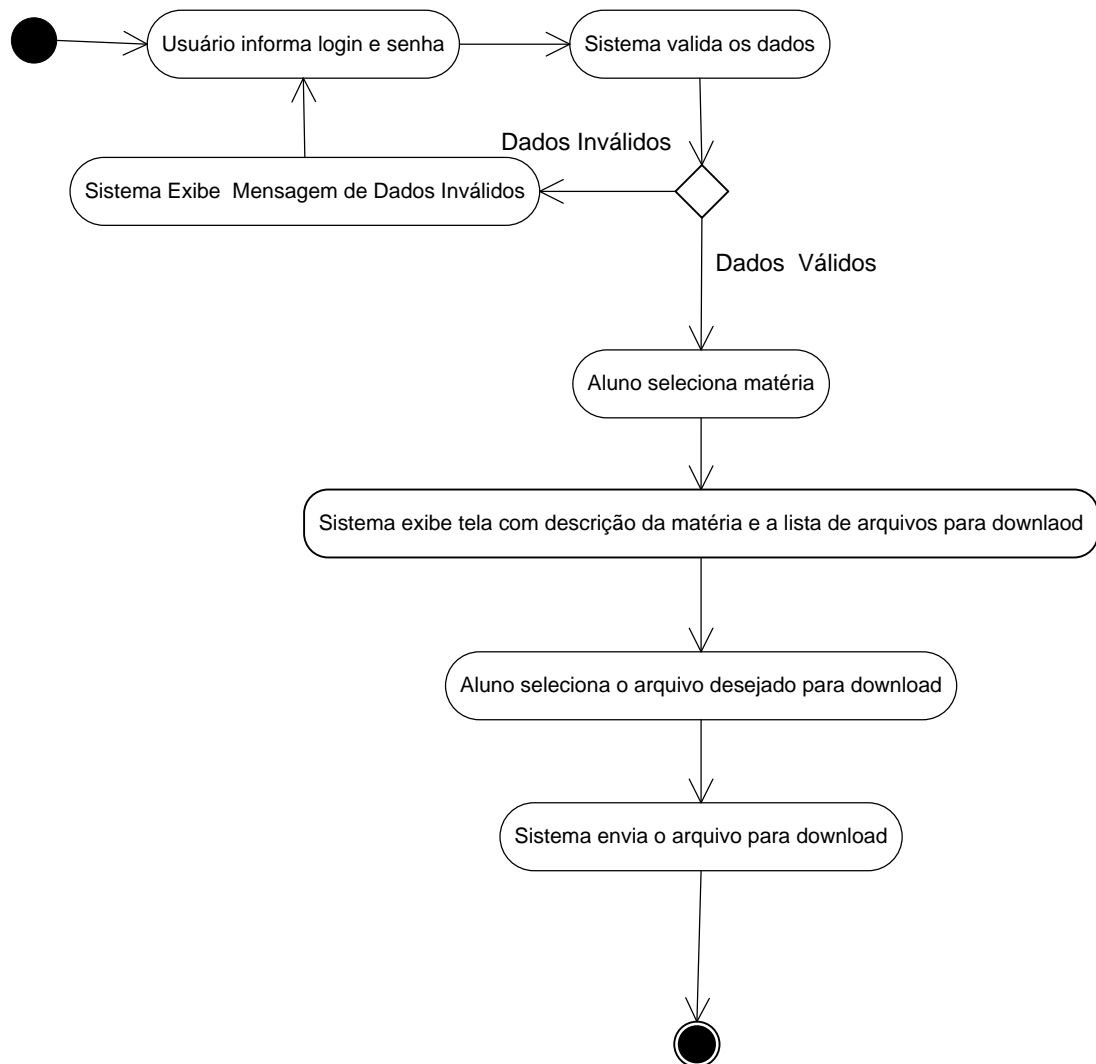 Usuário informa login e senha
Sistema valida os dados
Dados Inválidos
Sistema Exibe  Mensagem de Dados Inválidos
Dados  Válidos
Aluno seleciona matéria
Sistema exibe tela com descrição da matéria e a lista de arquivos para downlaod
Aluno seleciona o arquivo desejado para download
Sistema envia o arquivo para download